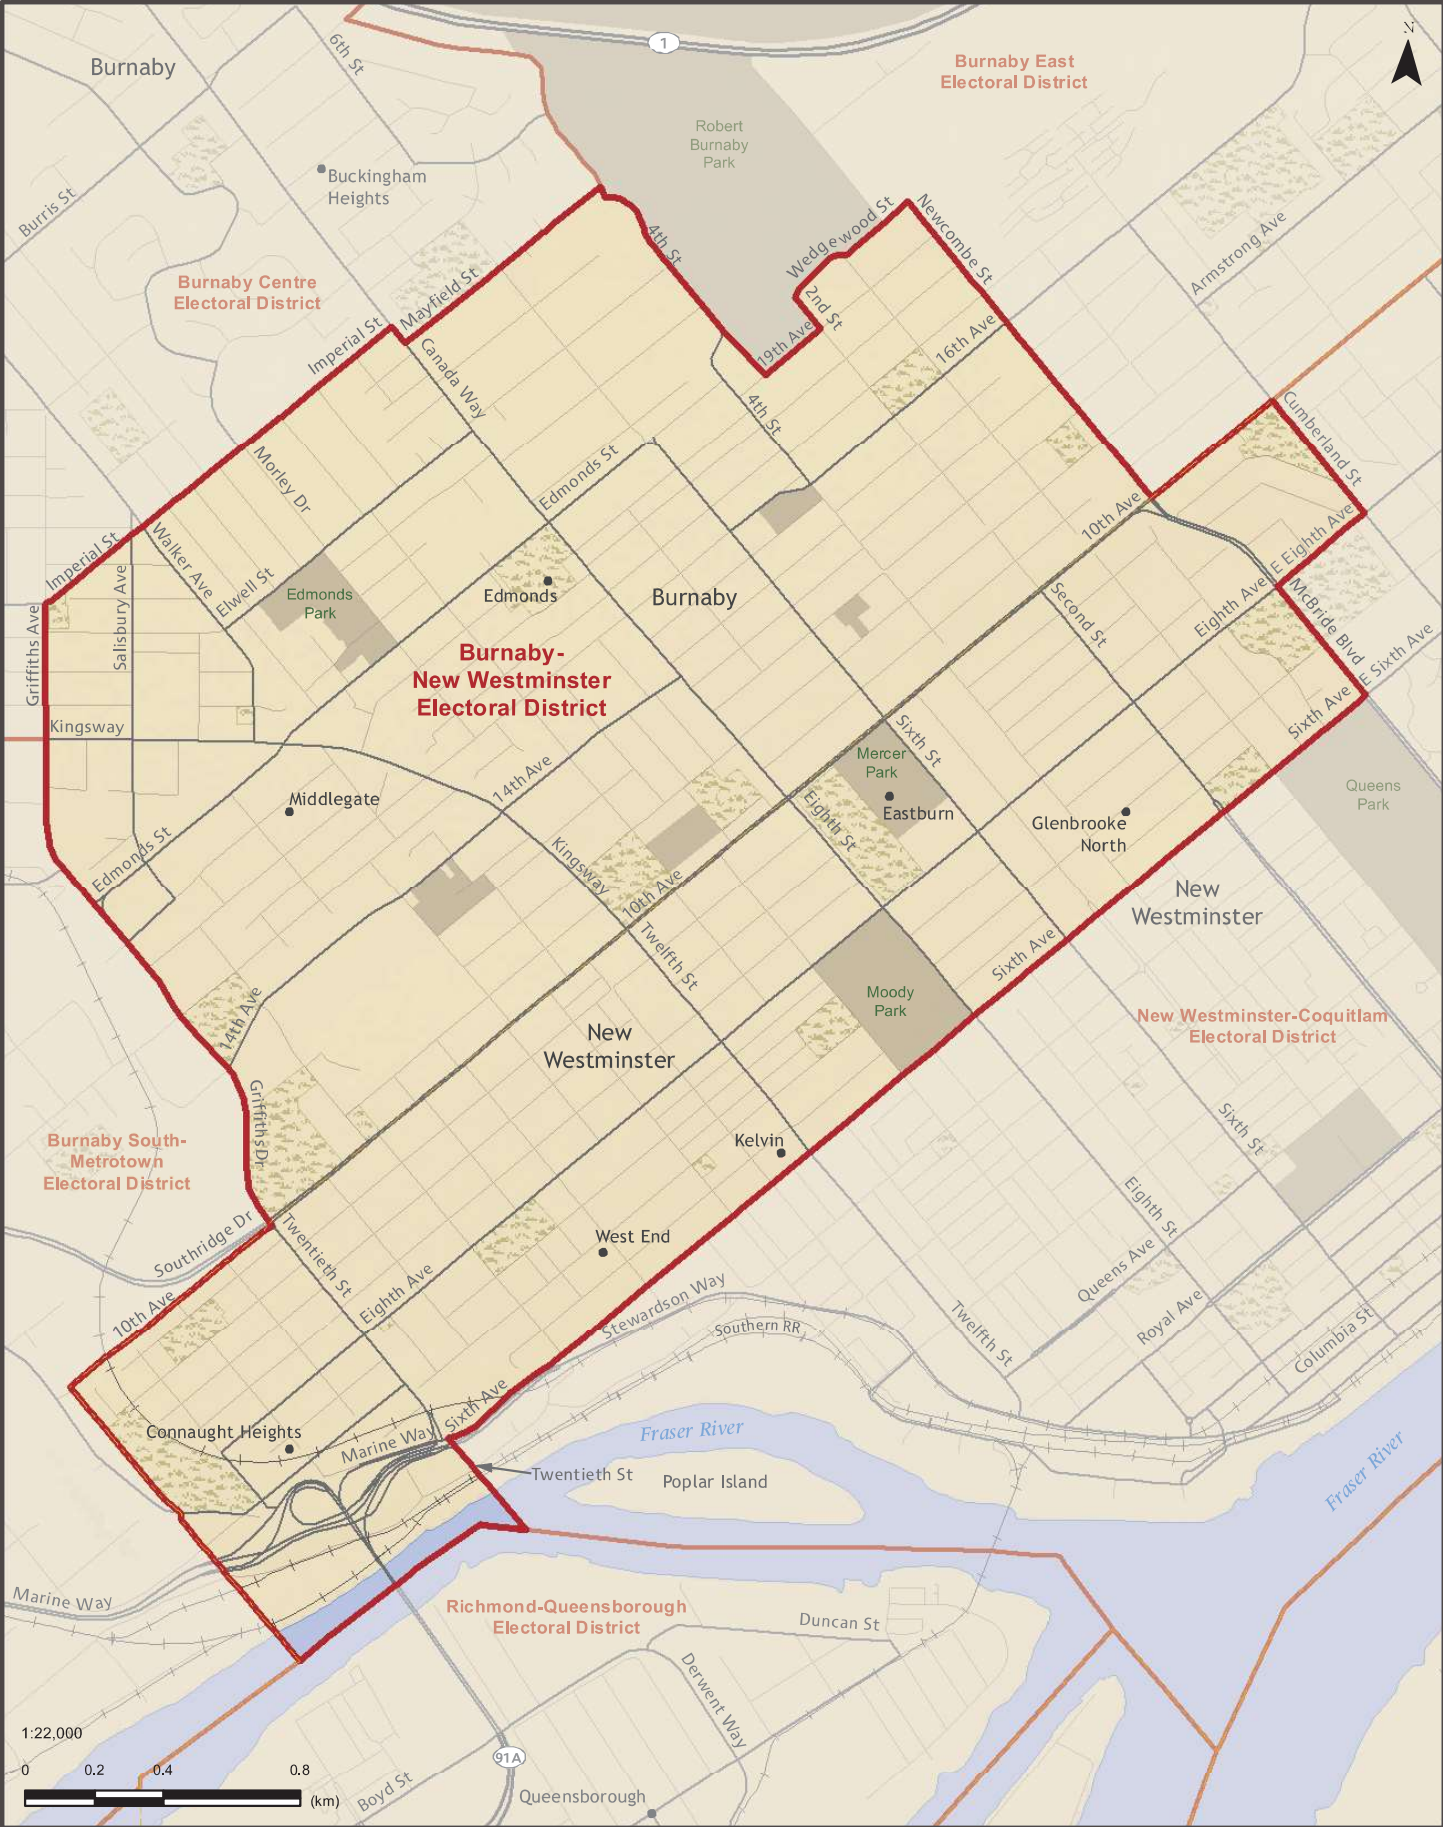 N
1
6th St
Burnaby
Burnaby East
Electoral District
Robert
Burnaby
Park
Buckingham
Heights
Burris St
Wedgewood St
Newcombe St
Armstrong Ave
4th St
Burnaby Centre
Electoral District
Mayfield St
Imperial St
2nd St
19th Ave
16th Ave
Canada Way
4th St
Cumberland St
Morley Dr
Edmonds St
10th Ave
E Eighth Ave
Imperial St
Walker Ave
Elwell St
Salisbury Ave
Griffiths Ave
Edmonds
Park
Edmonds
Burnaby
Second St
Eighth Ave
McBride Blvd
E Sixth Ave
Burnaby-
New Westminster
Electoral District
Sixth Ave
Kingsway
Sixth St
Mercer
Park
14th Ave
Middlegate
Eastburn
Eighth St
Glenbrooke
North
Queens
Park
Edmonds St
Kingsway
10th Ave
New
Westminster
Twelfth St
Sixth Ave
Moody
Park
14th Ave
New
Westminster
New Westminster-Coquitlam
Electoral District
Griffiths Dr
Burnaby South-
Metrotown
Electoral District
Kelvin
Sixth St
Eighth St
Southridge Dr
Twentieth St
West End
Queens Ave
10th Ave
Eighth Ave
Stewardson Way
Southern RR
Twelfth St
Royal Ave
Columbia St
Sixth Ave
Connaught Heights
Marine Way
Fraser River
Twentieth St
Poplar Island
Fraser River
Marine Way
Richmond-Queensborough
Electoral District
Duncan St
Derwent Way
1:22,000
91A
0 0.2 0.4 0.8
(km)
Boyd St
Queensborough